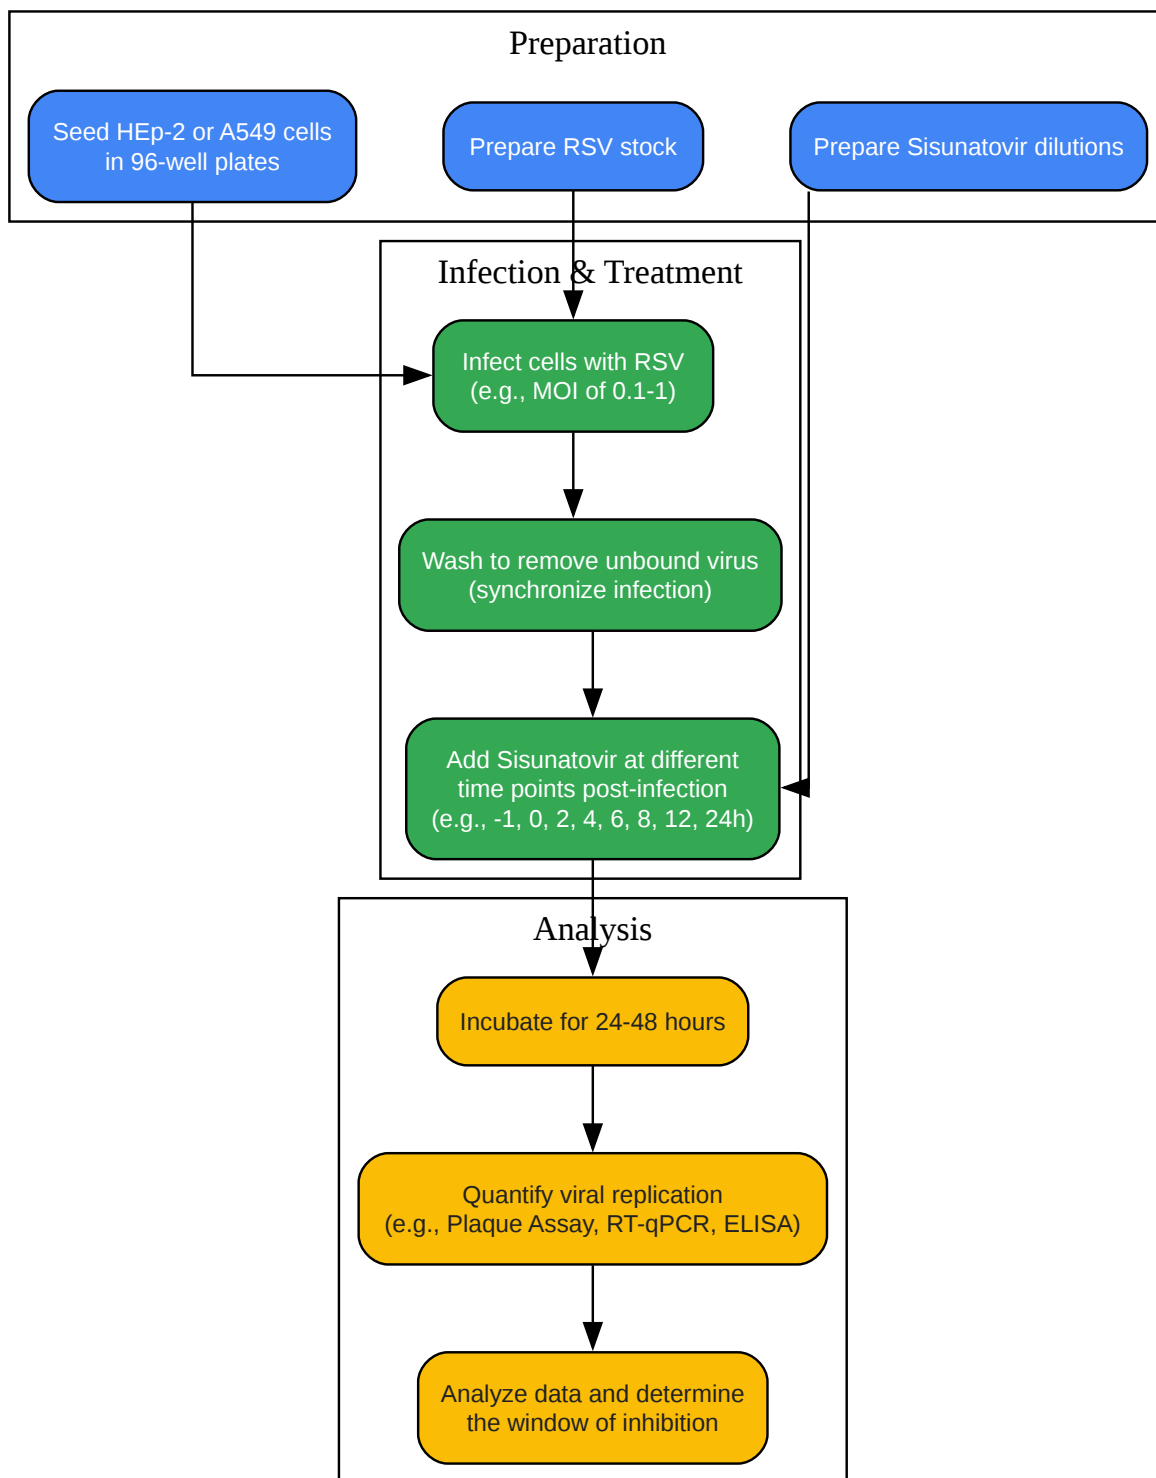 Preparation
Seed HEp-2 or A549 cells
in 96-well plates
Prepare RSV stock
Prepare Sisunatovir dilutions
Infection & Treatment
Infect cells with RSV
(e.g., MOI of 0.1-1)
Wash to remove unbound virus
(synchronize infection)
Add Sisunatovir at different
time points post-infection
(e.g., -1, 0, 2, 4, 6, 8, 12, 24h)
Analysis
Incubate for 24-48 hours
Quantify viral replication
(e.g., Plaque Assay, RT-qPCR, ELISA)
Analyze data and determine
the window of inhibition